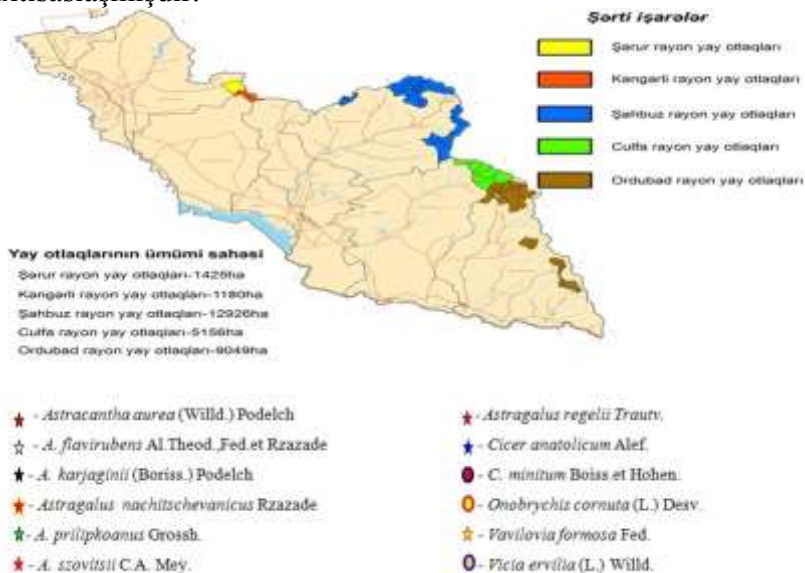 Şərti işarələr
Şərur rayon yay otlaqları
Kəngərli rayon yay otlaqları
Şahbuz rayon yay otlaqları
Culfa rayon yay otlaqları
Ordubad rayon yay otlaqları
Yay otlaqlarının ümümi sahəsi
Şərur rayon yay otlaqları-1425ha
Kəngərli rayon yay otlaqları-1180ha
Şahbuz rayon yay otlaqları-12926ha
Culfa rayon yay otlaqları-5156ha
Ordubad rayon yay otlaqları-9049ha
- Astracantha aurea (Willd.) Podelch
- A. flavirubens Al.Theod.,Fed.et Rzazade
- A. karjaginii (Boriss.) Podelch
- Astragalus nachitschevanicus Rzazade
- A. prilipkoanus Grossh.
- A. szovitsii C.A. Mey.
- Astragalus regelii Trautv.
- Cicer anatolicum Alef.
- C. minitum Boiss.et Hohen.
- Onobrychis cornuta (L.) Desv.
- Vavilovia formosa Fed.
- Vicia ervilia (L.) Willd.